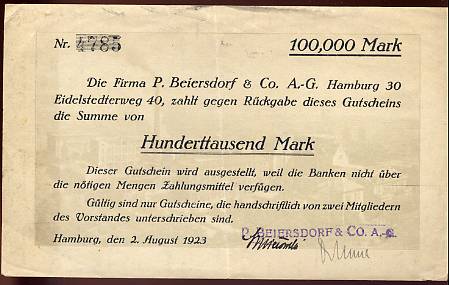 Nr. 4785 100,000 Mark
Die Firma P. Beiersdorf & Co. A.-G. Hamburg 30
Eidelstedterweg 40, zahlt gegen Rückgabe dieses Gutscheins
die Summe von
Hunderttausend Mark
Dieser Gutschein wird ausgestellt, weil die Banken nicht über
die nötigen Mengen Zahlungsmittel verfügen.
Gültig sind nur Gutscheine, die handschriftlich von zwei Mitgliedern
des Vorstandes unterschrieben sind.
Hamburg, den 2. August 1923 P. BEIERSDORF & CO. A.-G.